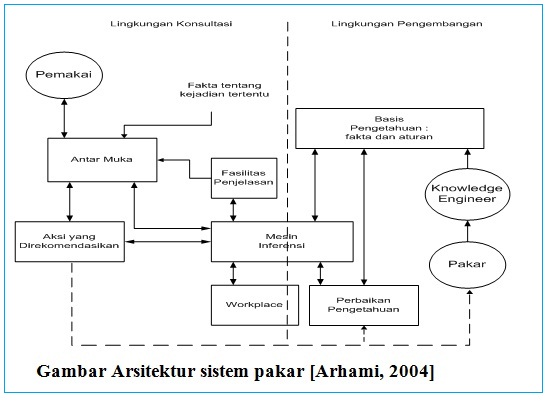 Lingkungan Konsultasi
Lingkungan Pengembangan
Pemakai
Fakta tentang
kejadian tertentu
Basis
Pengetahuan :
fakta dan aturan
Antar Muka
Fasilitas
Penjelasan
Knowledge
Engineer
Aksi yang
Direkomendasikan
Mesin
Inferensi
Pakar
Workplace
Perbaikan
Pengetahuan
Gambar Arsitektur sistem pakar [Arhami, 2004]